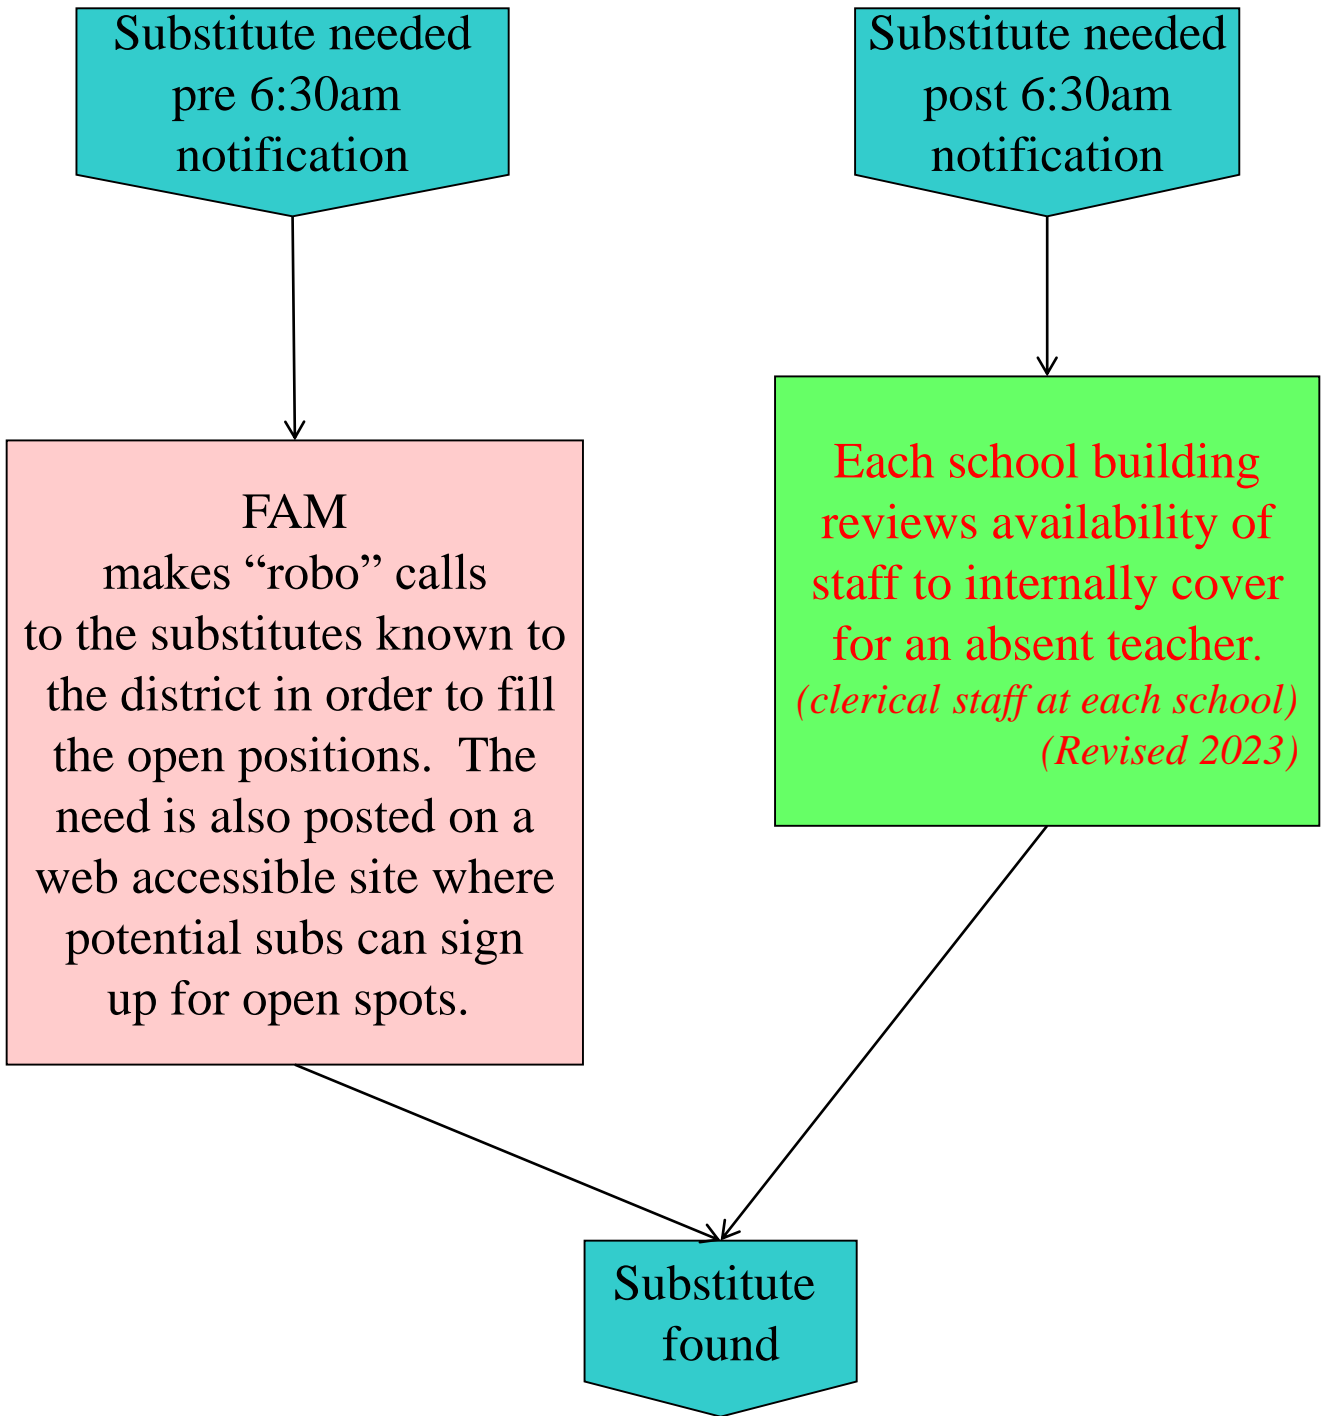 Substitute needed
pre 6:30am
notification
Substitute needed
post 6:30am
notification
FAM
makes “robo” calls
to the substitutes known to
the district in order to fill
the open positions.  The
need is also posted on a
web accessible site where
potential subs can sign
up for open spots.
Each school building
reviews availability of
staff to internally cover
for an absent teacher.
(clerical staff at each school)
(Revised 2023)
Substitute
found